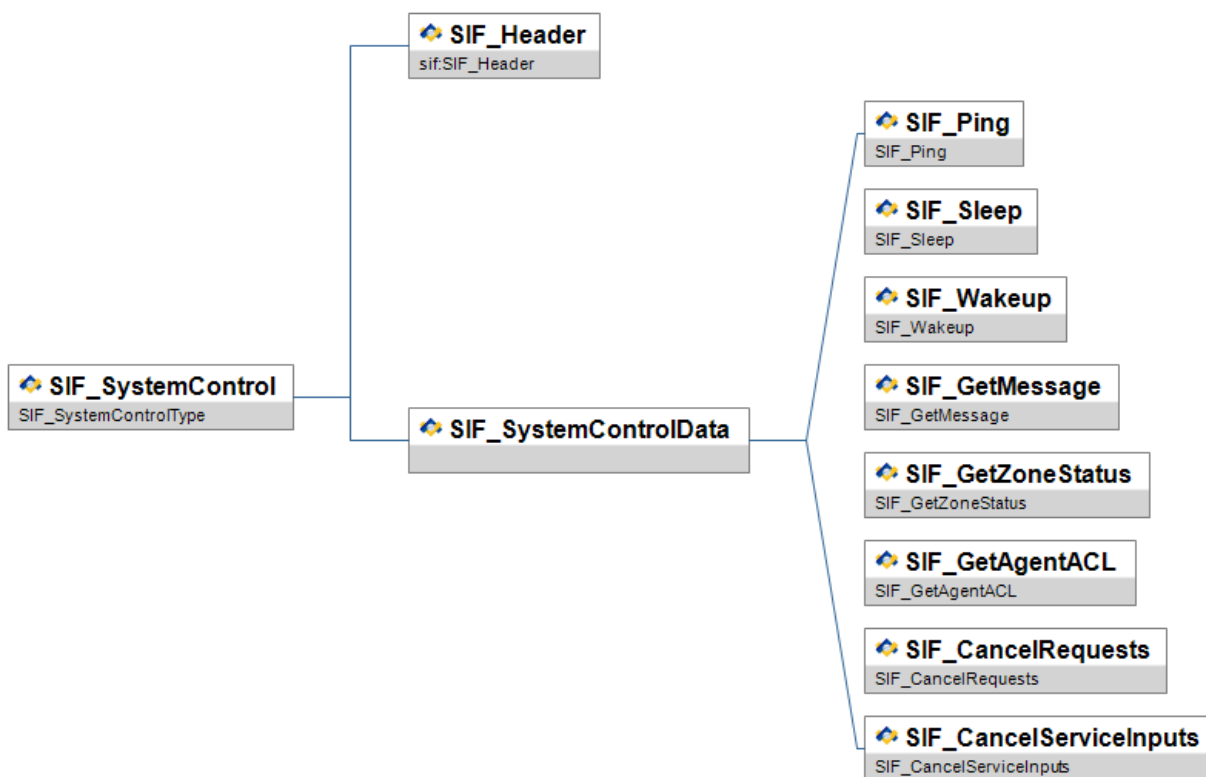 SIF_Header
sif:SIF_Header
SIF_Ping
SIF_Ping
SIF_Sleep
SIF_Sleep
SIF_Wakeup
SIF_Wakeup
SIF_SystemControl
SIF_SystemControlType
SIF_GetMessage
SIF_GetMessage
SIF_SystemControlData
SIF_GetZoneStatus
SIF_GetZoneStatus
SIF_GetAgentACL
SIF_GetAgentACL
SIF_CancelRequests
SIF_CancelRequests
SIF_CancelServiceInputs
SIF_CancelServiceInputs